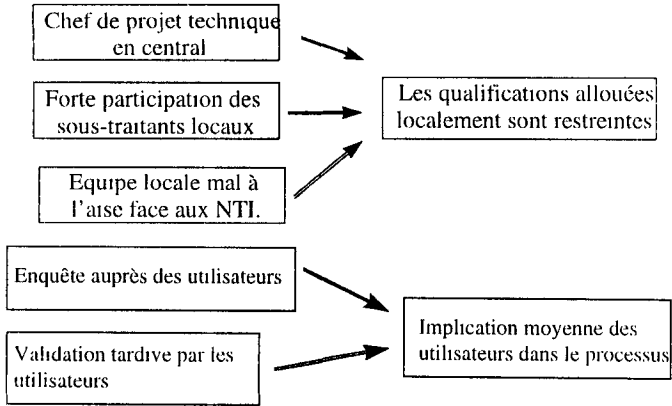 Chef de projet technique
en central
Forte participation des
sous-traitants locaux
Les qualifications allouées
localement sont restreintes
Equipe locale mal à
l'aise face aux NTI.
Enquête auprès des utilisateurs
Validation tardive par les
utilisateurs
Implication moyenne des
utilisateurs dans le processus